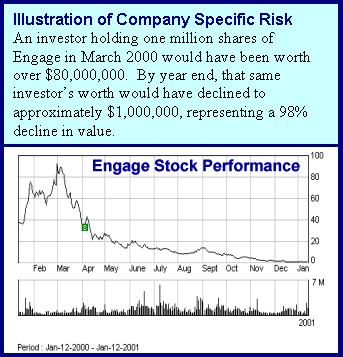 Illustration of Company Specific Risk
An investor holding one million shares of
Engage in March 2000 would have been worth
over $80,000,000.  By year end, that same
investor's worth would have declined to
approximately $1,000,000, representing a 98%
decline in value.
Engage Stock Performance
100
80
60
40
20
0
Feb Mar Apr May June July Aug Sept Oct Nov Dec Jan
7 M
2001
Period : Jan-12-2000 - Jan-12-2001